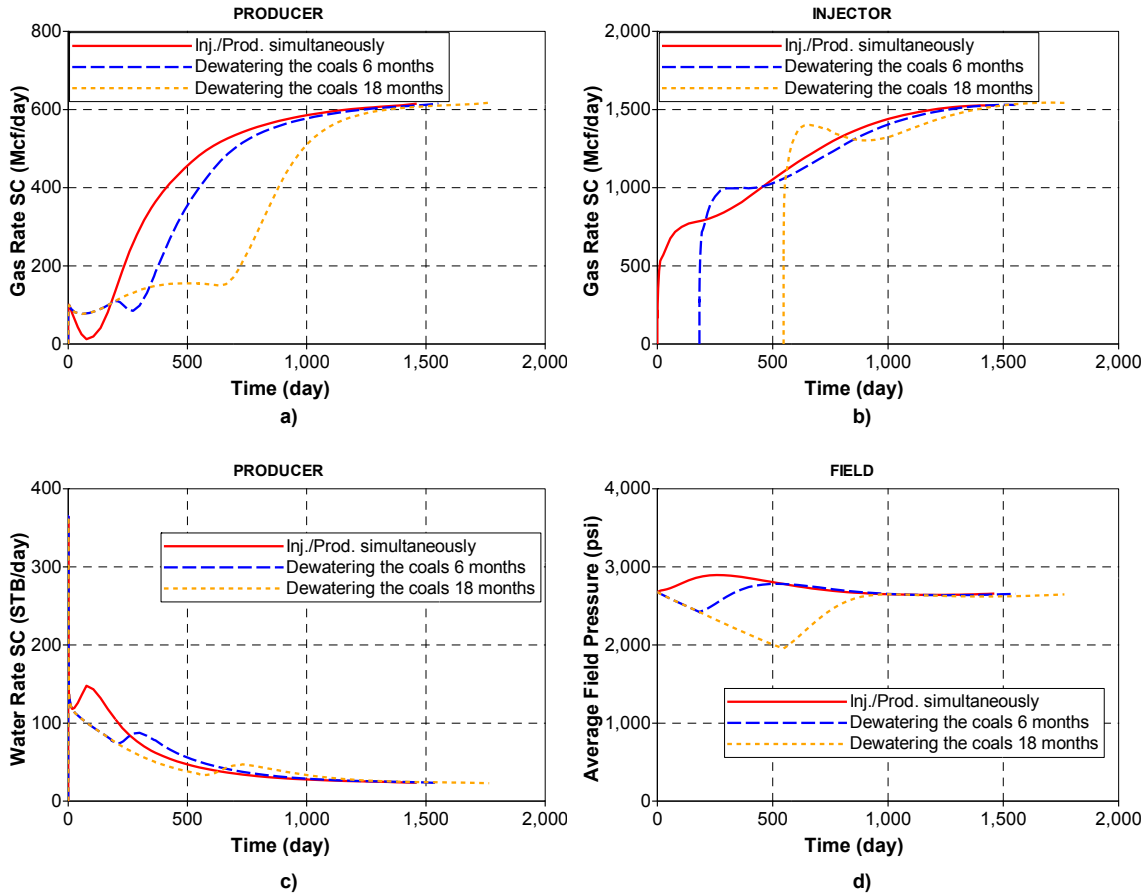 PRODUCER
800
600
400
200
0
Gas Rate SC (Mcf/day)
Inj./Prod. simultaneously
Dewatering the coals 6 months
Dewatering the coals 18 months
0 500 1,000 1,500 2,000
Time (day)
a)
INJECTOR
2,000
1,500
1,000
500
0
Gas Rate SC (Mcf/day)
Inj./Prod. simultaneously
Dewatering the coals 6 months
Dewatering the coals 18 months
0 500 1,000 1,500 2,000
Time (day)
b)
PRODUCER
400
300
200
100
0
Water Rate SC (STB/day)
Inj./Prod. simultaneously
Dewatering the coals 6 months
Dewatering the coals 18 months
0 500 1,000 1,500 2,000
Time (day)
c)
FIELD
4,000
3,000
2,000
1,000
0
Average Field Pressure (psi)
Inj./Prod. simultaneously
Dewatering the coals 6 months
Dewatering the coals 18 months
0 500 1,000 1,500 2,000
Time (day)
d)